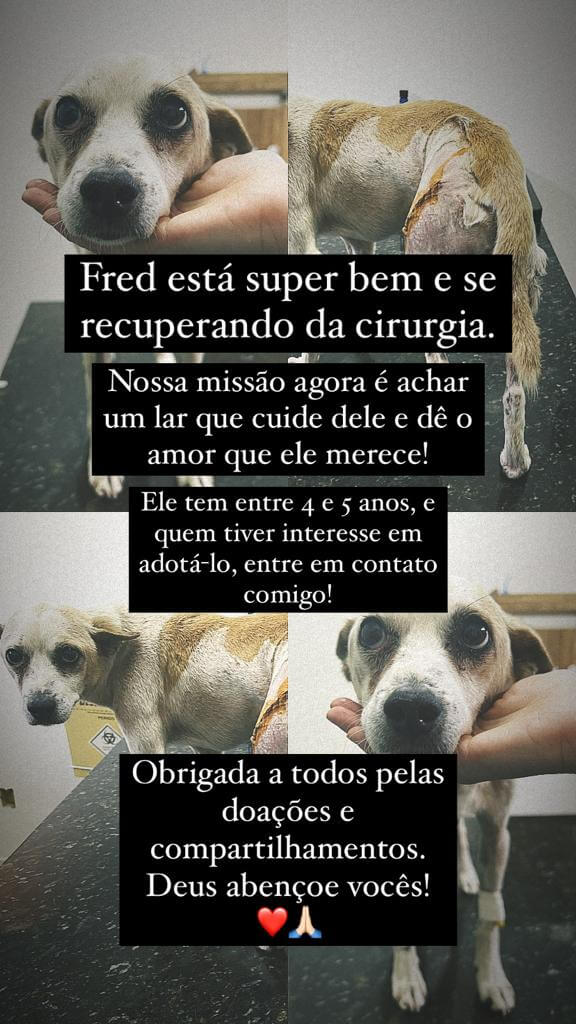 Fred está super bem e se
recuperando da cirurgia.
Nossa missão agora é achar
um lar que cuide dele e dê o
amor que ele merece!
Ele tem entre 4 e 5 anos, e
quem tiver interesse em
adotá-lo, entre em contato
comigo!
Obrigada a todos pelas
doações e
compartilhamentos.
Deus abençoe vocês!
❤️🙏🏻